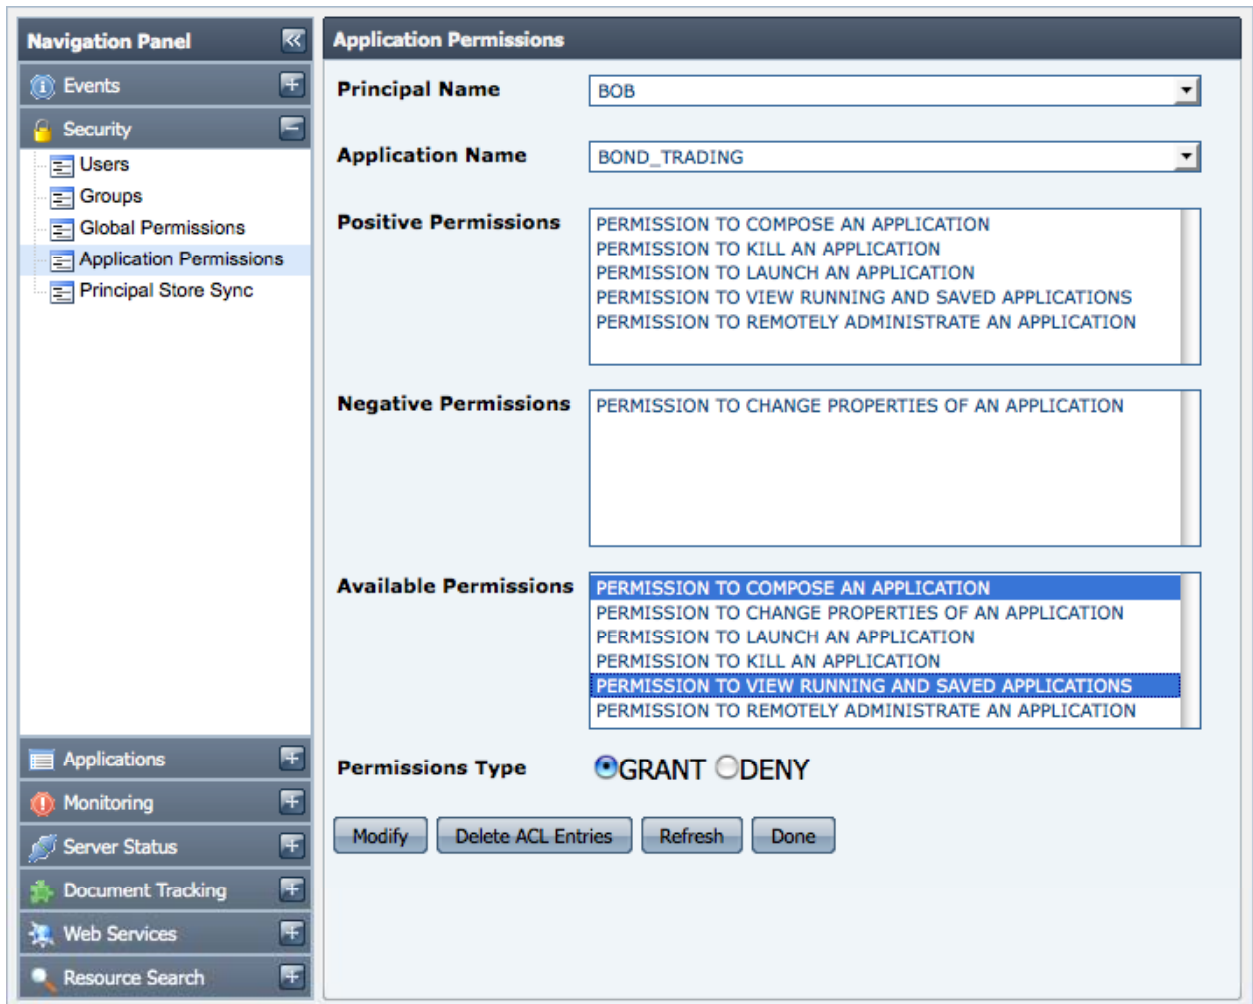 Navigation Panel
Events
Security
Users
Groups
Global Permissions
Application Permissions
Principal Store Sync
Applications
Monitoring
Server Status
Document Tracking
Web Services
Resource Search
Application Permissions
Principal Name
BOB
Application Name
BOND_TRADING
Positive Permissions
PERMISSION TO COMPOSE AN APPLICATION
PERMISSION TO KILL AN APPLICATION
PERMISSION TO LAUNCH AN APPLICATION
PERMISSION TO VIEW RUNNING AND SAVED APPLICATIONS
PERMISSION TO REMOTELY ADMINISTRATE AN APPLICATION
Negative Permissions
PERMISSION TO CHANGE PROPERTIES OF AN APPLICATION
Available Permissions
PERMISSION TO COMPOSE AN APPLICATION
PERMISSION TO CHANGE PROPERTIES OF AN APPLICATION
PERMISSION TO LAUNCH AN APPLICATION
PERMISSION TO KILL AN APPLICATION
PERMISSION TO VIEW RUNNING AND SAVED APPLICATIONS
PERMISSION TO REMOTELY ADMINISTRATE AN APPLICATION
Permissions Type
GRANT DENY
Modify Delete ACL Entries Refresh Done